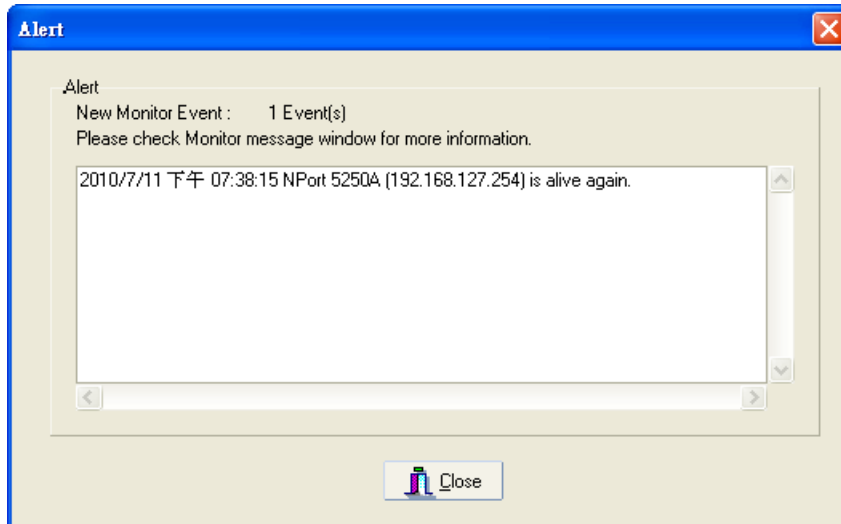 Alert
Alert
New Monitor Event : 1 Event(s)
Please check Monitor message window for more information.
2010/7/11 下午 07:38:15 NPort 5250A (192.168.127.254) is alive again.
Close